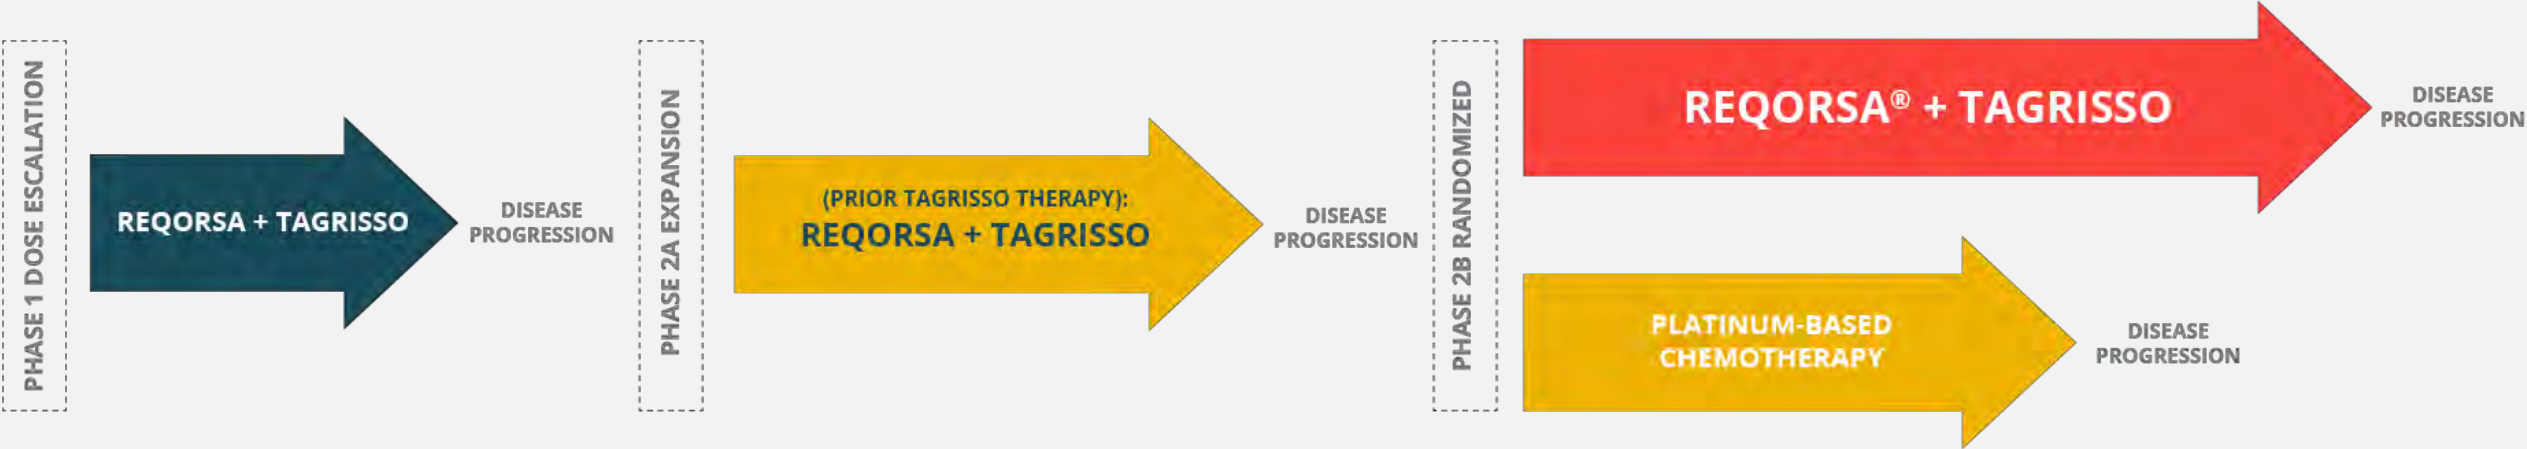 PHASE 1 DOSE ESCALATION
REQORSA + TAGRISSO
DISEASE
PROGRESSION
PHASE 2A EXPANSION
(PRIOR TAGRISSO THERAPY):
REQORSA + TAGRISSO
DISEASE
PROGRESSION
PHASE 2B RANDOMIZED
REQORSA® + TAGRISSO
DISEASE
PROGRESSION
PLATINUM-BASED
CHEMOTHERAPY
DISEASE
PROGRESSION